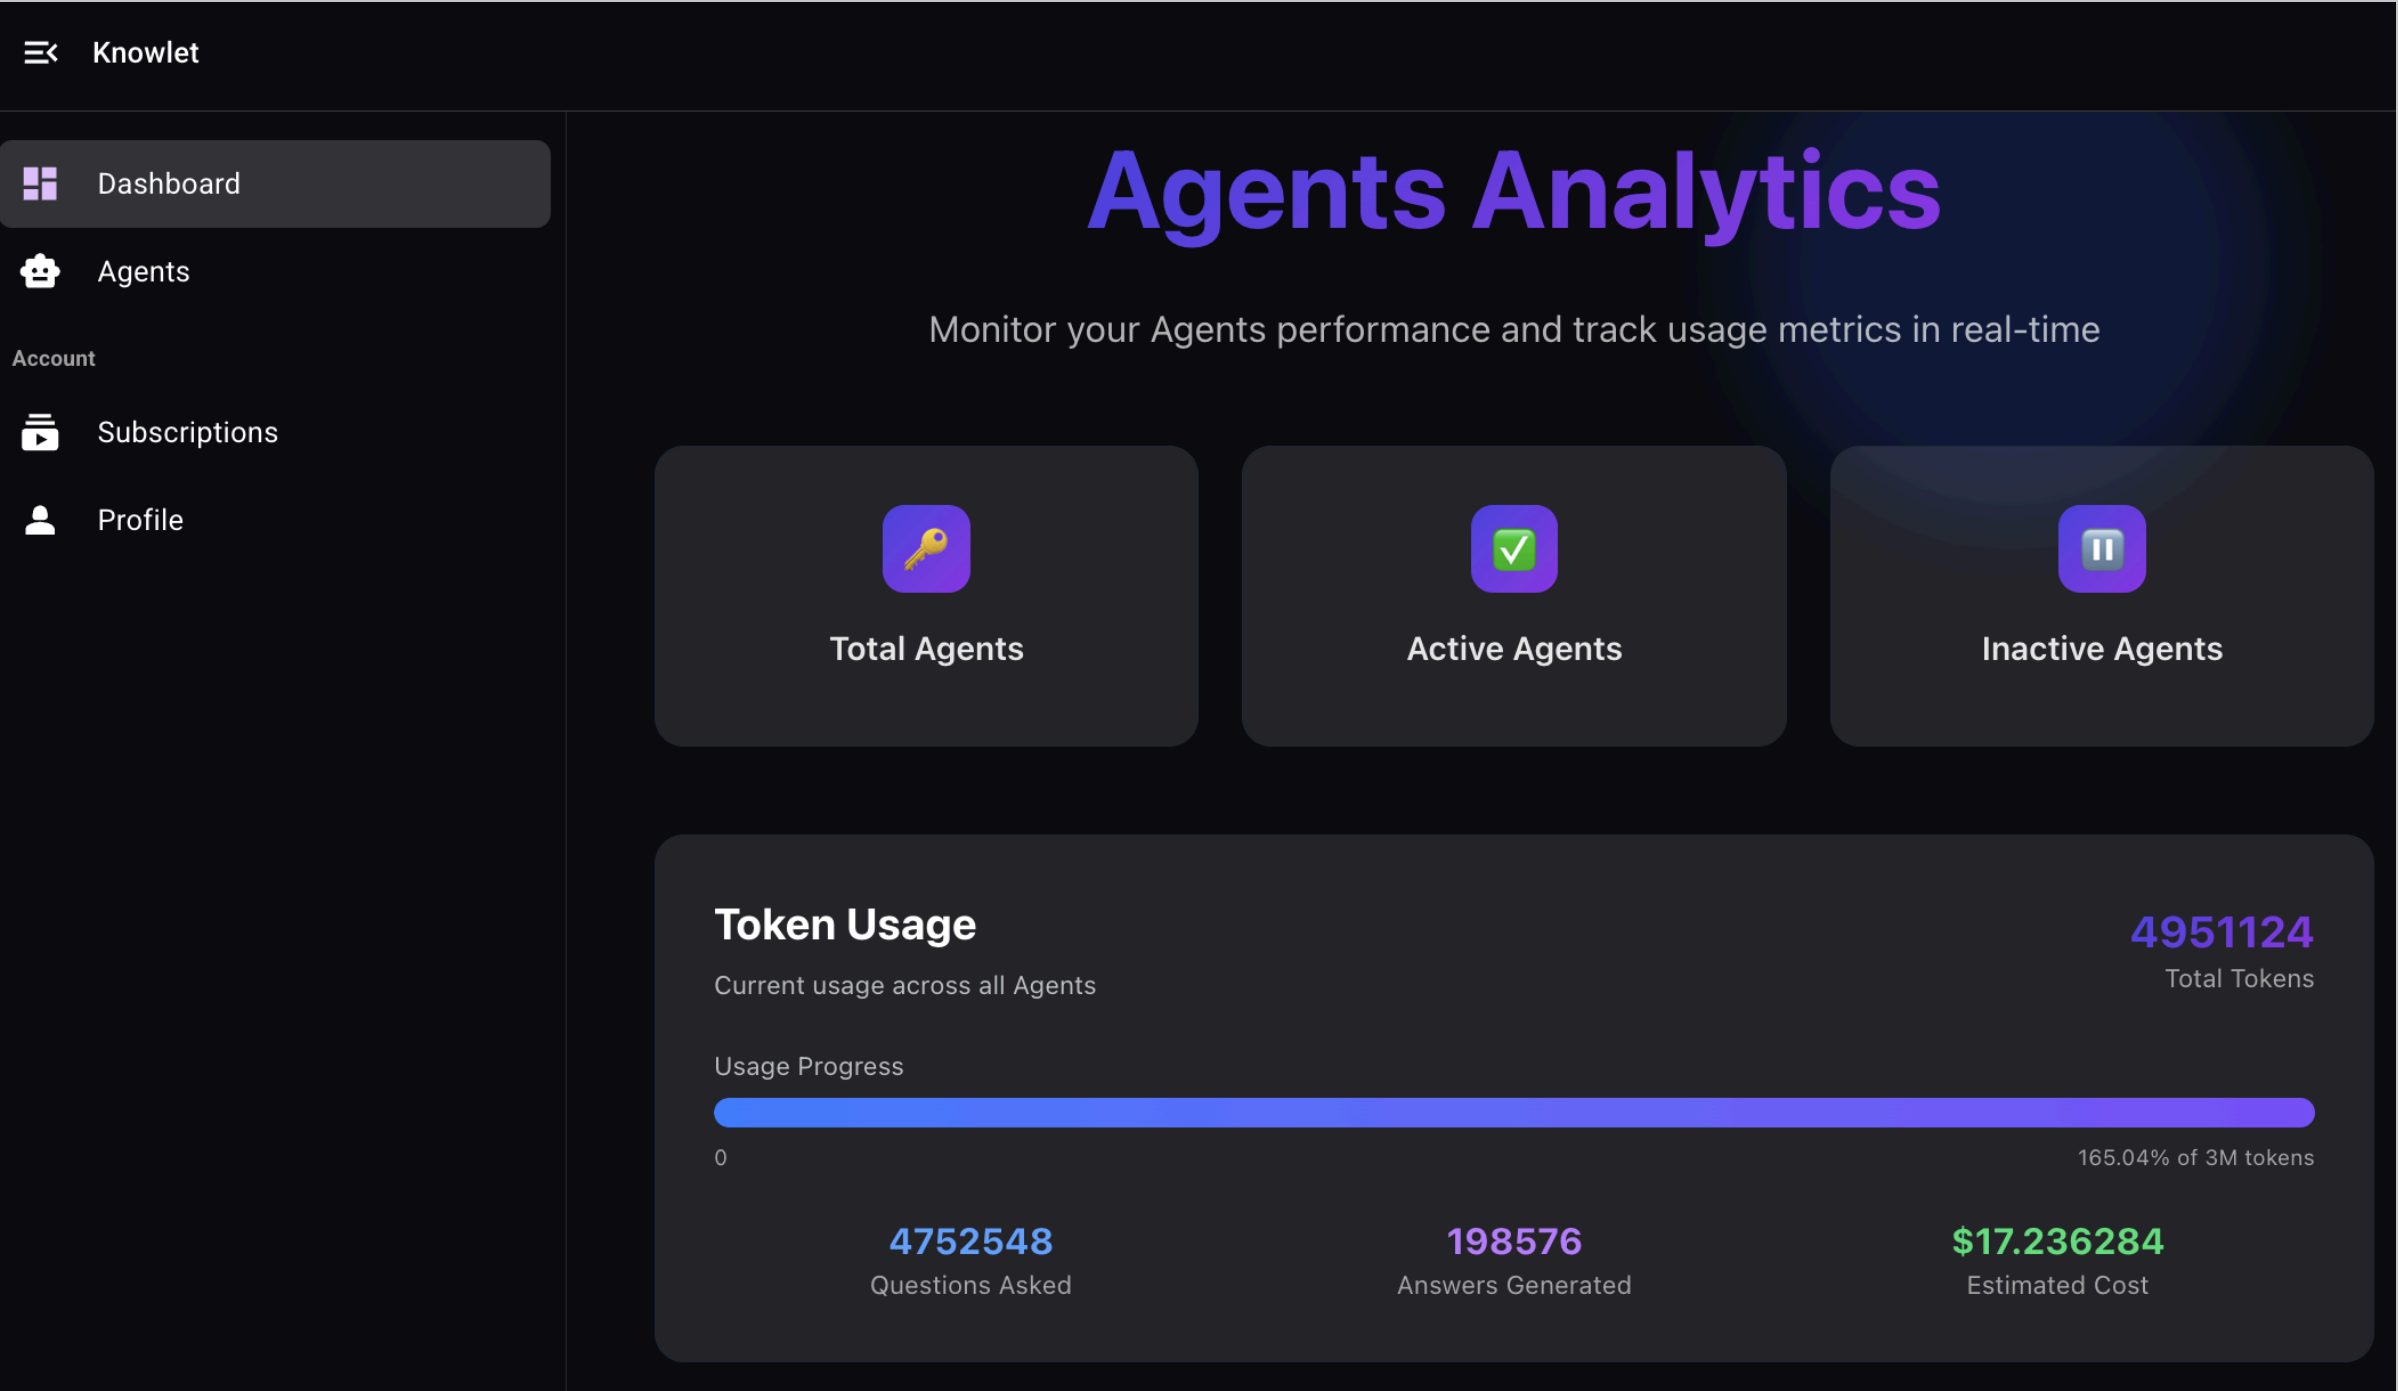 Knowlet
Dashboard
Agents
Account
Subscriptions
Profile
Agents Analytics
Monitor your Agents performance and track usage metrics in real-time
Total Agents
Active Agents
Inactive Agents
Token Usage
Current usage across all Agents
4951124
Total Tokens
Usage Progress
0
165.04% of 3M tokens
4752548
Questions Asked
198576
Answers Generated
$17.236284
Estimated Cost